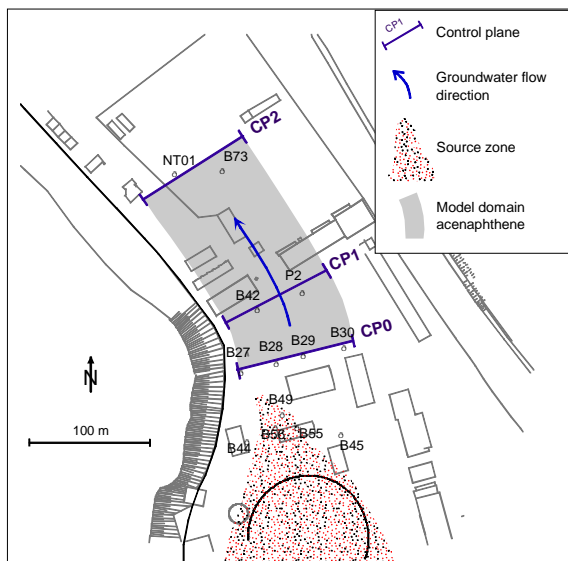 CP1
Control plane
Groundwater flow
direction
Source zone
Model domain
acenaphthene
CP2
NT01
B73
CP1
P2
B42
B30
CP0
B27
B28
B29
N
100 m
B49
B56
B55
B44
B45